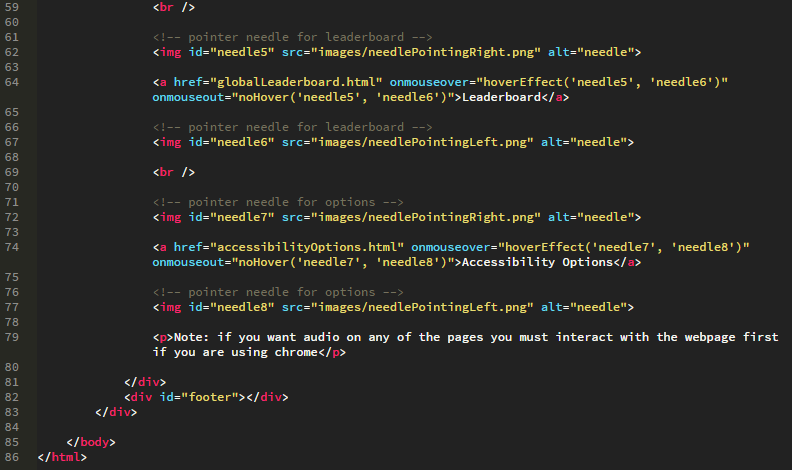 59 <br />
60
61 <!-- pointer needle for leaderboard -->
62 <img id="needle5" src="images/needlePointingRight.png" alt="needle">
63
64 <a href="globalLeaderboard.html" onmouseover="hoverEffect('needle5', 'needle6')"
onmouseout="noHover('needle5', 'needle6')">Leaderboard</a>
65
66 <!-- pointer needle for leaderboard -->
67 <img id="needle6" src="images/needlePointingLeft.png" alt="needle">
68
69 <br />
70
71 <!-- pointer needle for options -->
72 <img id="needle7" src="images/needlePointingRight.png" alt="needle">
73
74 <a href="accessibilityOptions.html" onmouseover="hoverEffect('needle7', 'needle8')"
onmouseout="noHover('needle7', 'needle8')">Accessibility Options</a>
75
76 <!-- pointer needle for options -->
77 <img id="needle8" src="images/needlePointingLeft.png" alt="needle">
78
79 <p>Note: if you want audio on any of the pages you must interact with the webpage first
if you are using chrome</p>
80
81 </div>
82 <div id="footer"></div>
83 </div>
84
85 </body>
86 </html>